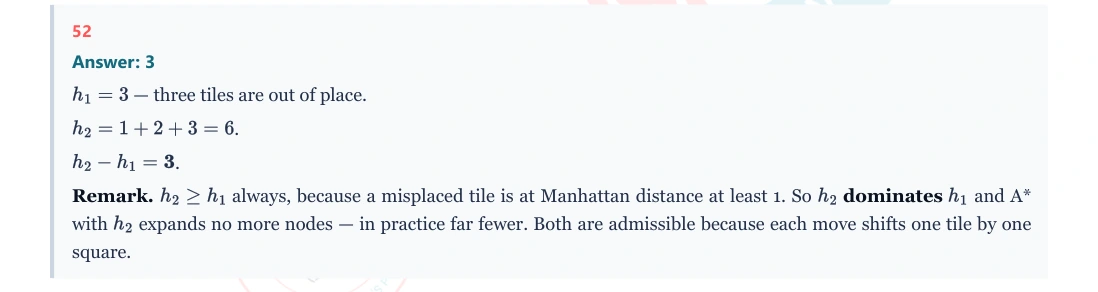 52
Answer: 3
h₁ = 3 — three tiles are out of place.
h₂ = 1 + 2 + 3 = 6.
h₂ − h₁ = 3.
Remark. h₂ ≥ h₁ always, because a misplaced tile is at Manhattan distance at least 1. So h₂ dominates h₁ and A*
with h₂ expands no more nodes — in practice far fewer. Both are admissible because each move shifts one tile by one
square.